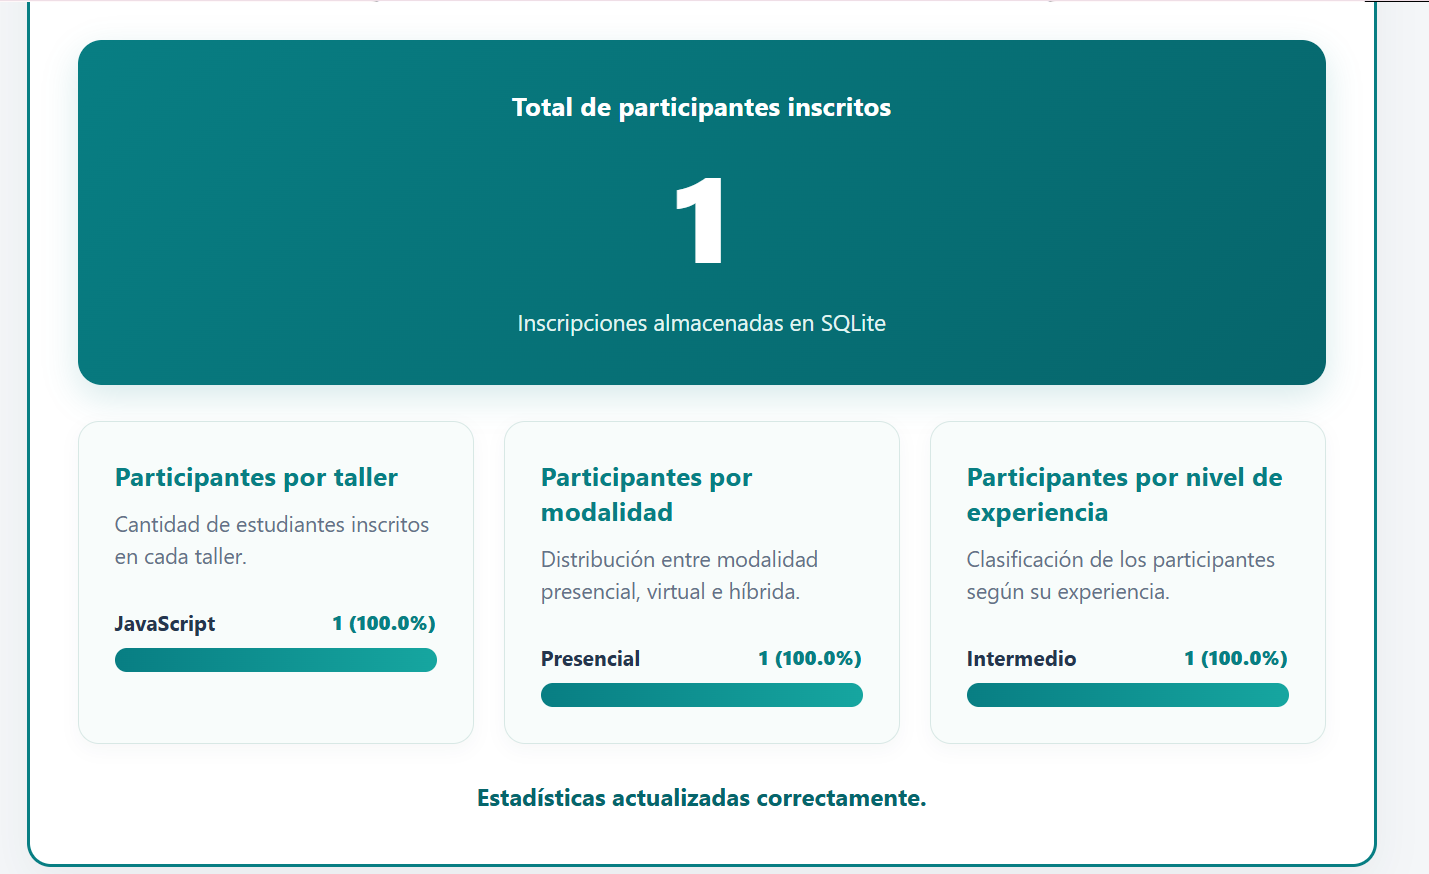 Total de participantes inscritos
1
Inscripciones almacenadas en SQLite
Participantes por taller
Cantidad de estudiantes inscritos
en cada taller.
JavaScript 1 (100.0%)
Participantes por
modalidad
Distribución entre modalidad
presencial, virtual e híbrida.
Presencial 1 (100.0%)
Participantes por nivel de
experiencia
Clasificación de los participantes
según su experiencia.
Intermedio 1 (100.0%)
Estadísticas actualizadas correctamente.